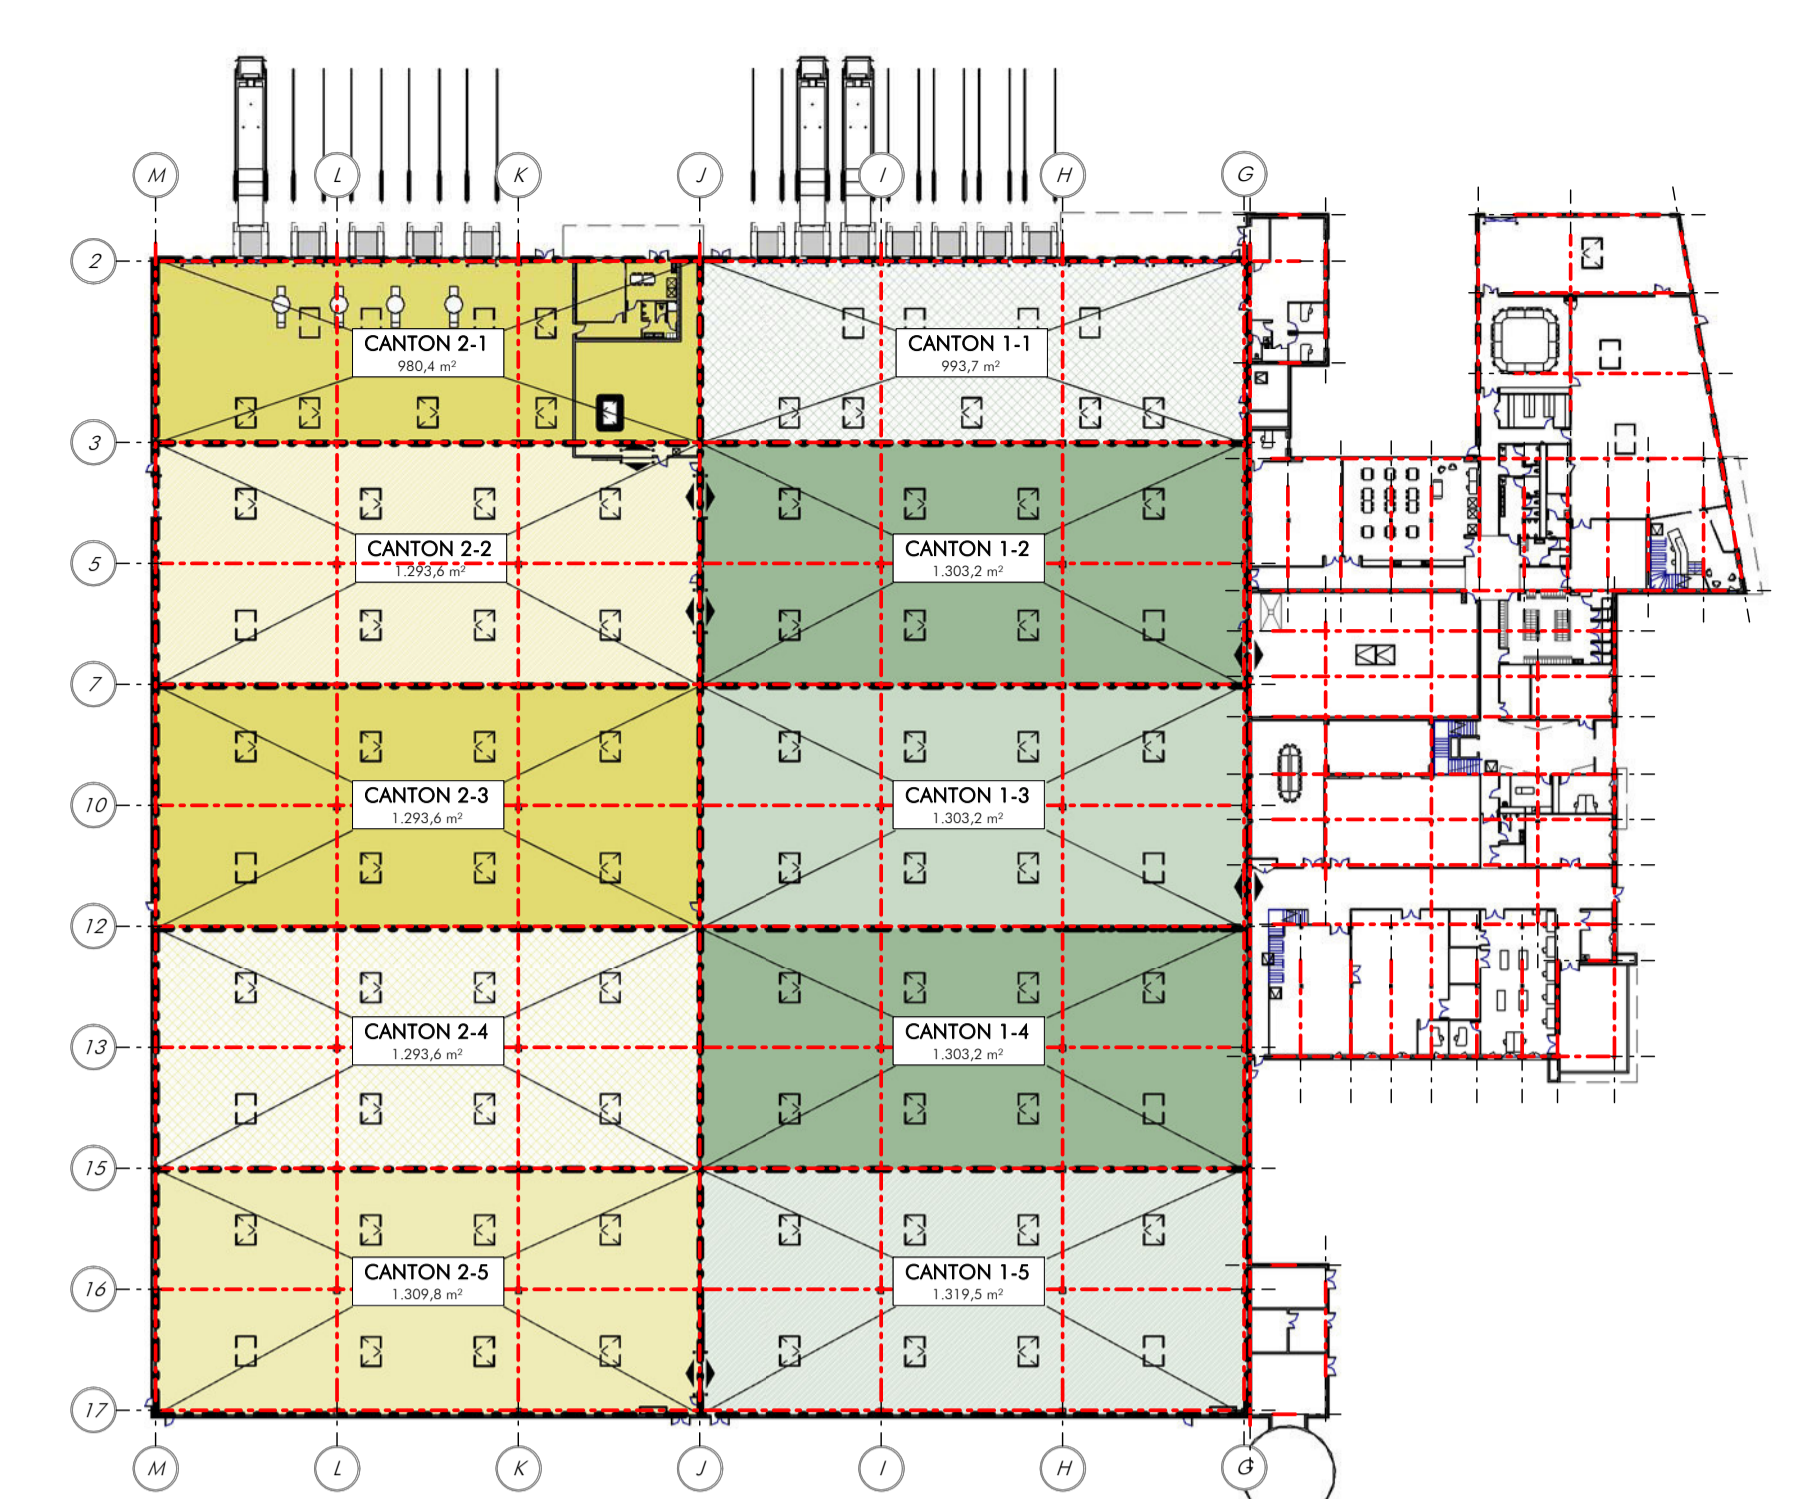 M L K J I H G
2
CANTON 2-1 CANTON 1-1
980,4 m² 993,7 m²
3
CANTON 2-2 CANTON 1-2
5
1.293,6 m² 1.303,2 m²
7
CANTON 2-3 CANTON 1-3
10
1.293,6 m² 1.303,2 m²
12
CANTON 2-4 CANTON 1-4
13
1.293,6 m² 1.303,2 m²
15
CANTON 2-5 CANTON 1-5
16
1.309,8 m² 1.319,5 m²
17
M L K J I H G